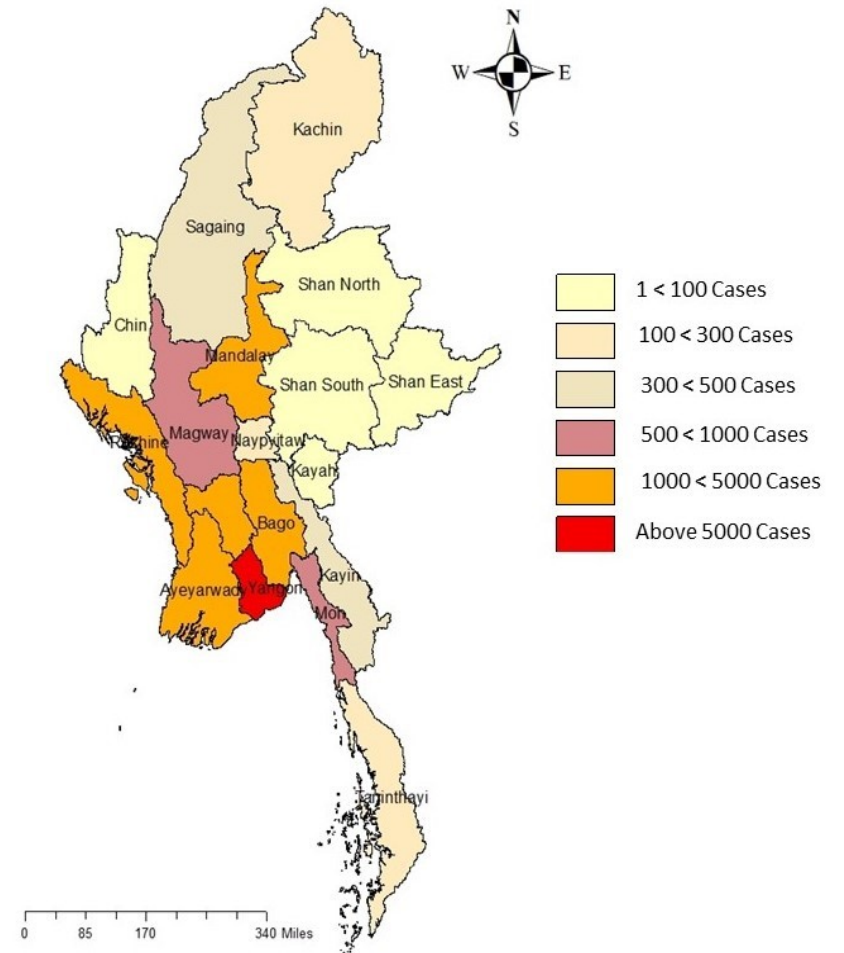 N
W E
S
Kachin
Sagaing
Shan North
1 < 100 Cases
Chin
100 < 300 Cases
Mandalay
Shan South
Shan East
300 < 500 Cases
Rakhine
Magway
Naypyitaw
500 < 1000 Cases
Kayah
1000 < 5000 Cases
Bago
Above 5000 Cases
Ayeyarwady
Yangon
Kayin
Mon
Taninthayi
0 85 170 340 Miles